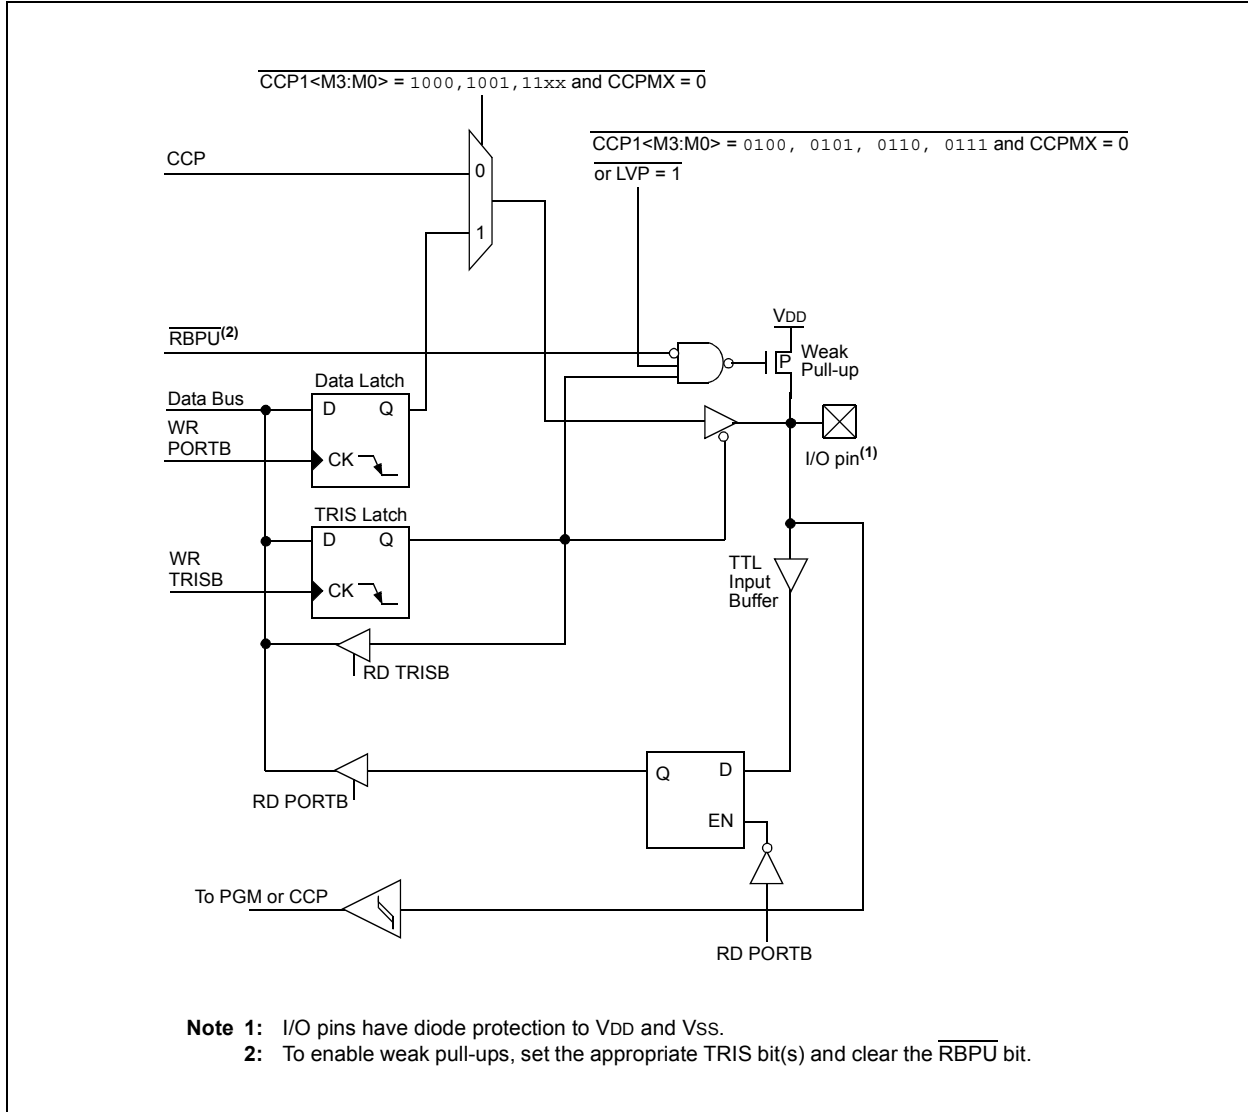 CCP1<M3:M0> = 1000,1001,11xx and CCPMX = 0
CCP1<M3:M0> = 0100, 0101, 0110, 0111 and CCPMX = 0
or LVP = 1
CCP
0
1
RBPU(2)
VDD
P
Weak
Pull-up
Data Latch
Data Bus
D Q
WR
PORTB
CK
I/O pin(1)
TRIS Latch
D Q
WR
TRISB
CK
TTL
Input
Buffer
RD TRISB
Q D
EN
RD PORTB
To PGM or CCP
RD PORTB
Note 1: I/O pins have diode protection to VDD and VSS.
2: To enable weak pull-ups, set the appropriate TRIS bit(s) and clear the RBPU bit.